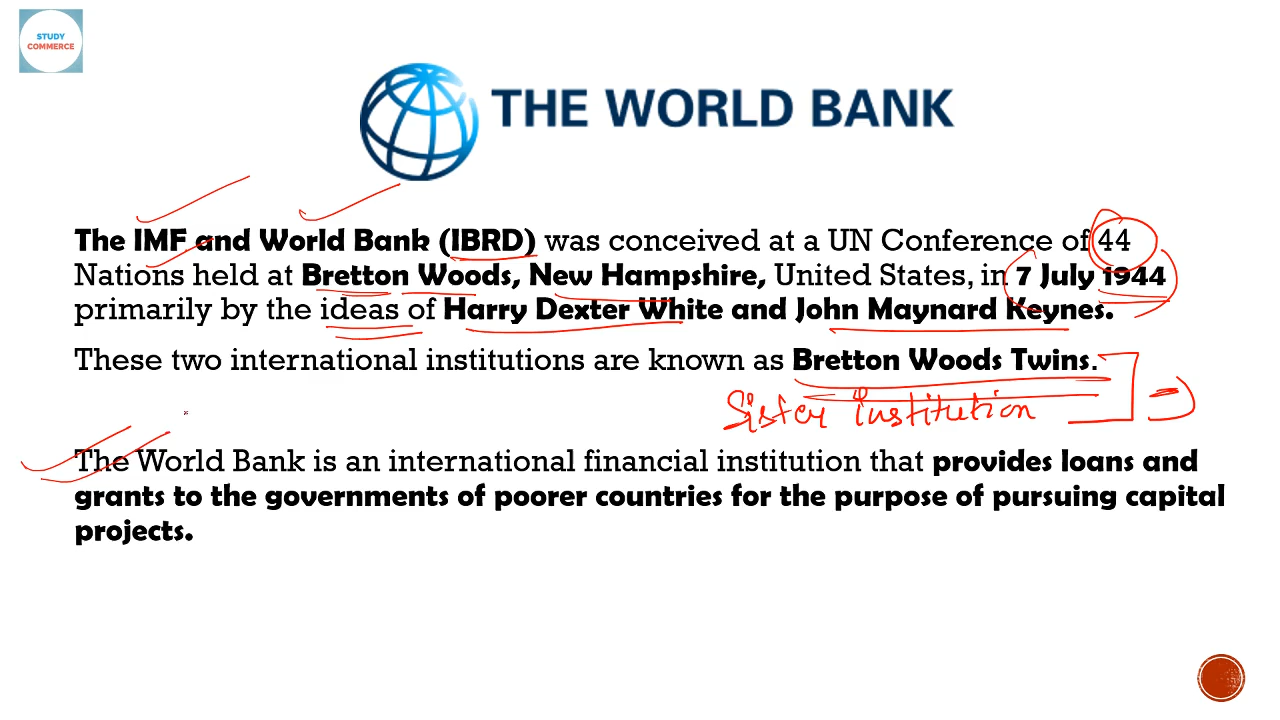 STUDY
COMMERCE
THE WORLD BANK
The IMF and World Bank (IBRD) was conceived at a UN Conference of 44
Nations held at Bretton Woods, New Hampshire, United States, in 7 July 1944
primarily by the ideas of Harry Dexter White and John Maynard Keynes.
These two international institutions are known as Bretton Woods Twins.
Sister institution
The World Bank is an international financial institution that provides loans and
grants to the governments of poorer countries for the purpose of pursuing capital
projects.